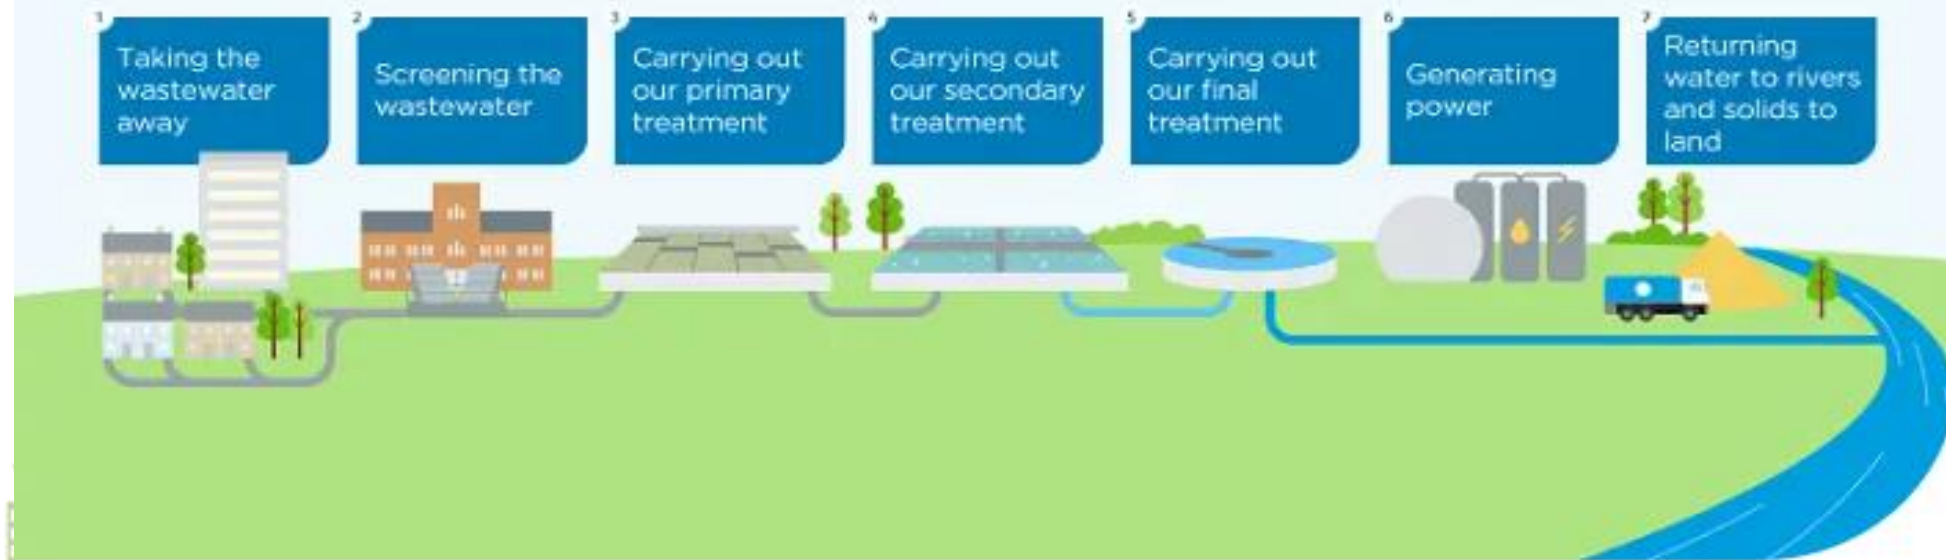 1
Taking the
wastewater
away
2
Screening the
wastewater
3
Carrying out
our primary
treatment
4
Carrying out
our secondary
treatment
5
Carrying out
our final
treatment
6
Generating
power
7
Returning
water to rivers
and solids to
land